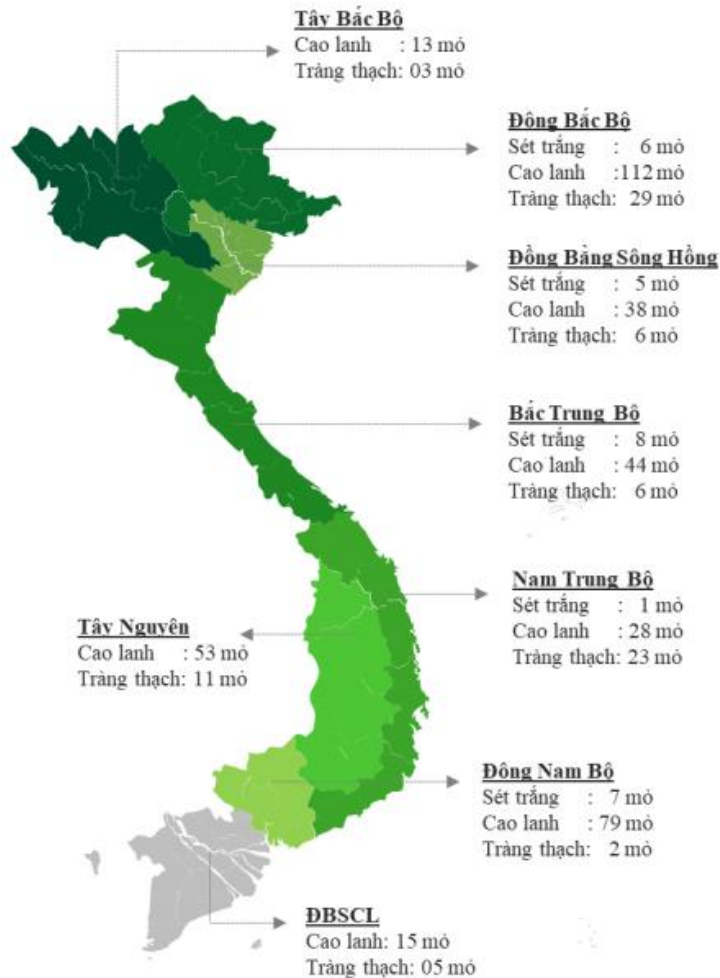 Tây Bắc Bộ
Cao lanh : 13 mỏ
Tràng thạch: 03 mỏ
Đông Bắc Bộ
Sét trắng : 6 mỏ
Cao lanh :112 mỏ
Tràng thạch: 29 mỏ
Đồng Bằng Sông Hồng
Sét trắng : 5 mỏ
Cao lanh : 38 mỏ
Tràng thạch: 6 mỏ
Bắc Trung Bộ
Sét trắng : 8 mỏ
Cao lanh : 44 mỏ
Tràng thạch: 6 mỏ
Nam Trung Bộ
Sét trắng : 1 mỏ
Cao lanh : 28 mỏ
Tràng thạch: 23 mỏ
Tây Nguyên
Cao lanh : 53 mỏ
Tràng thạch: 11 mỏ
Đông Nam Bộ
Sét trắng : 7 mỏ
Cao lanh : 79 mỏ
Tràng thạch: 2 mỏ
ĐBSCL
Cao lanh: 15 mỏ
Tràng thạch: 05 mỏ